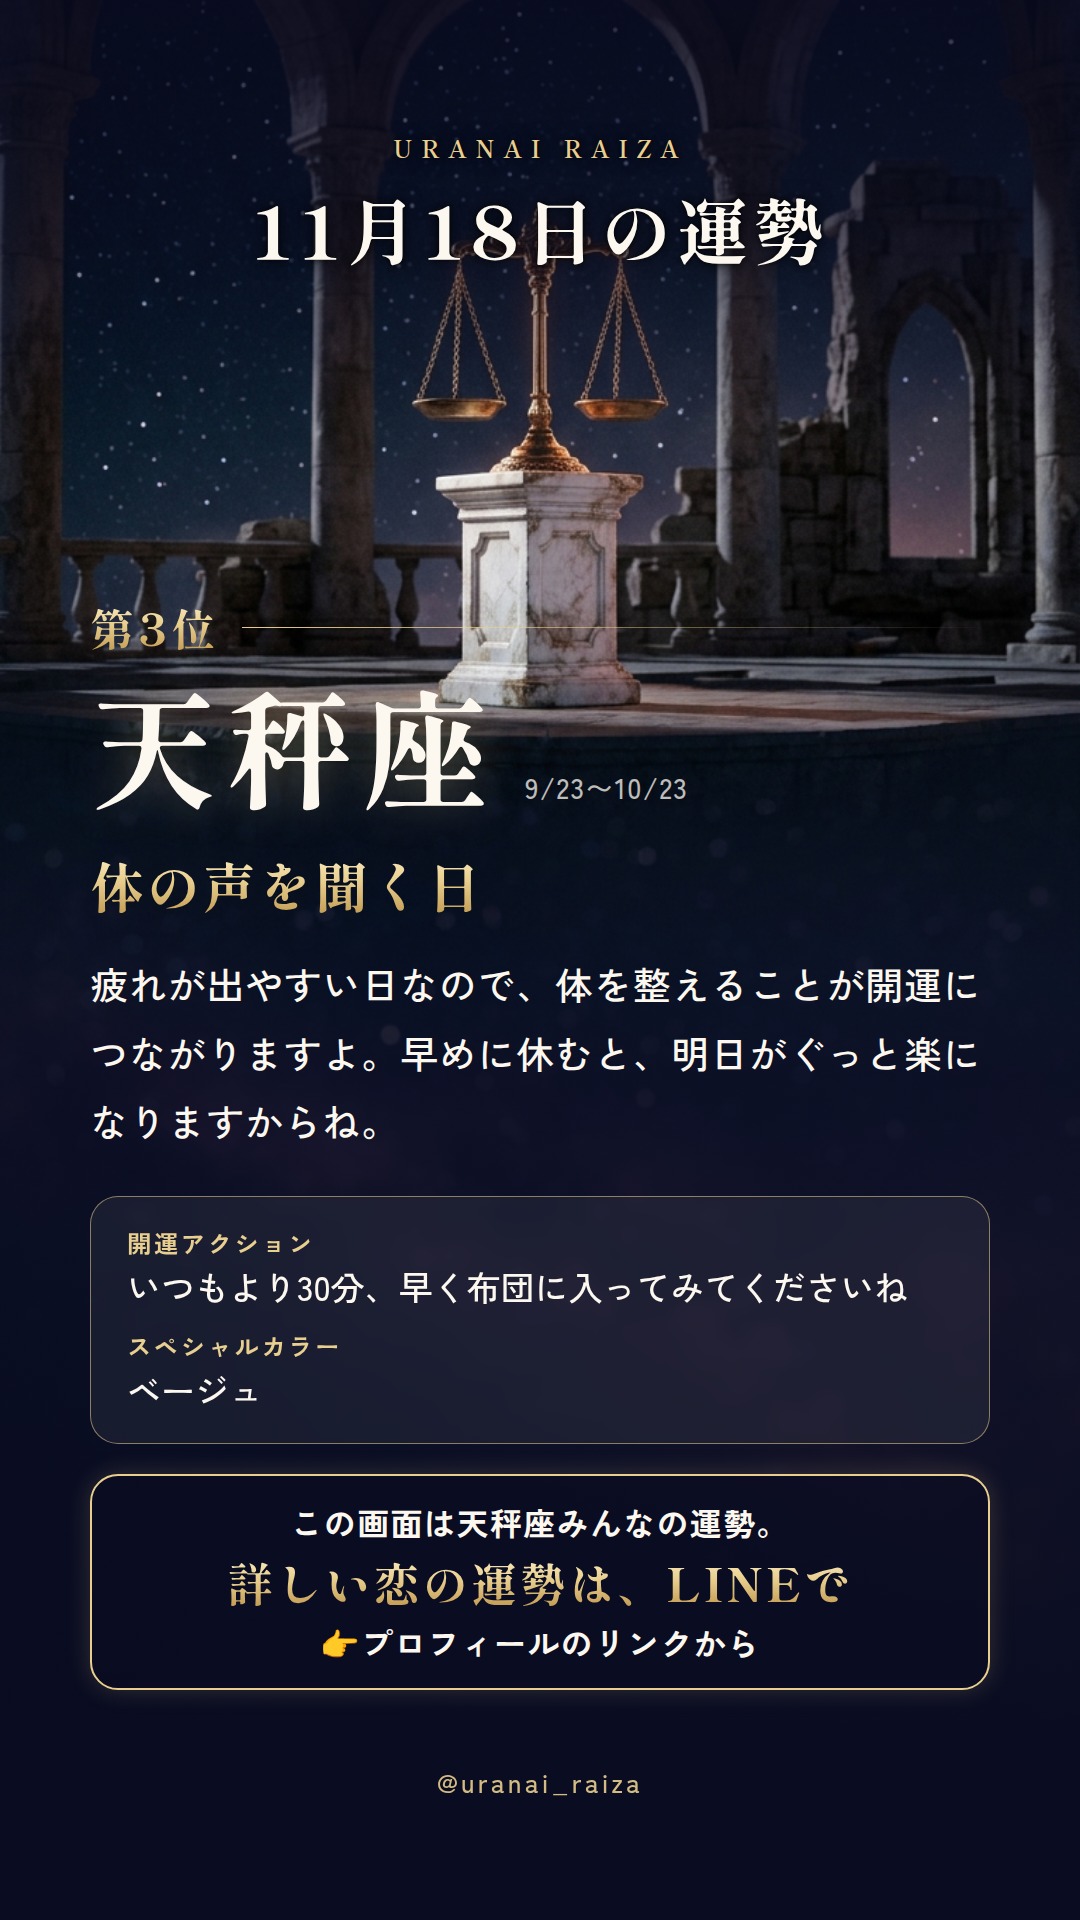 URANAI RAIZA
11月18日の運勢
第3位
天秤座 9/23〜10/23
体の声を聞く日
疲れが出やすい日なので、体を整えることが開運に
つながりますよ。早めに休むと、明日がぐっと楽に
なりますからね。
開運アクション
いつもより30分、早く布団に入ってみてくださいね
スペシャルカラー
ベージュ
この画面は天秤座みんなの運勢。
詳しい恋の運勢は、LINEで
👉プロフィールのリンクから
@uranai_raiza